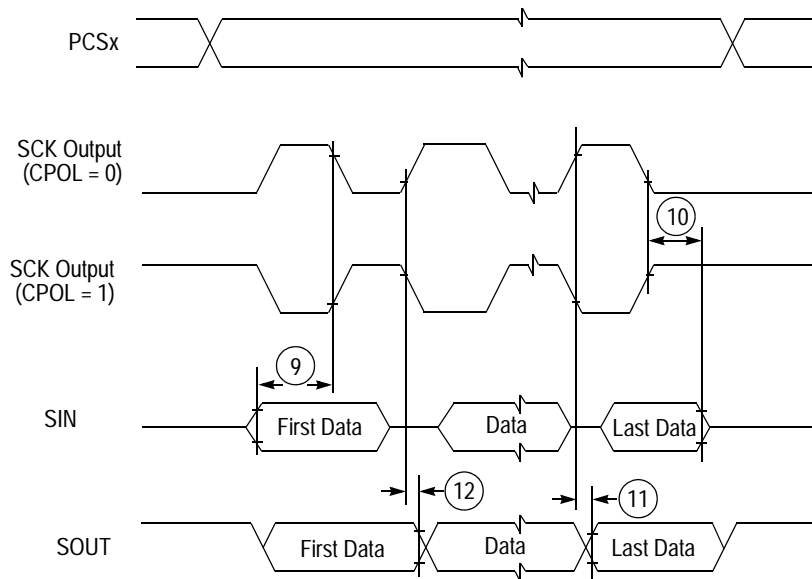 PCSx
SCK Output
(CPOL = 0)
10
SCK Output
(CPOL = 1)
9
SIN
First Data
Data
Last Data
12
11
SOUT
First Data
Data
Last Data